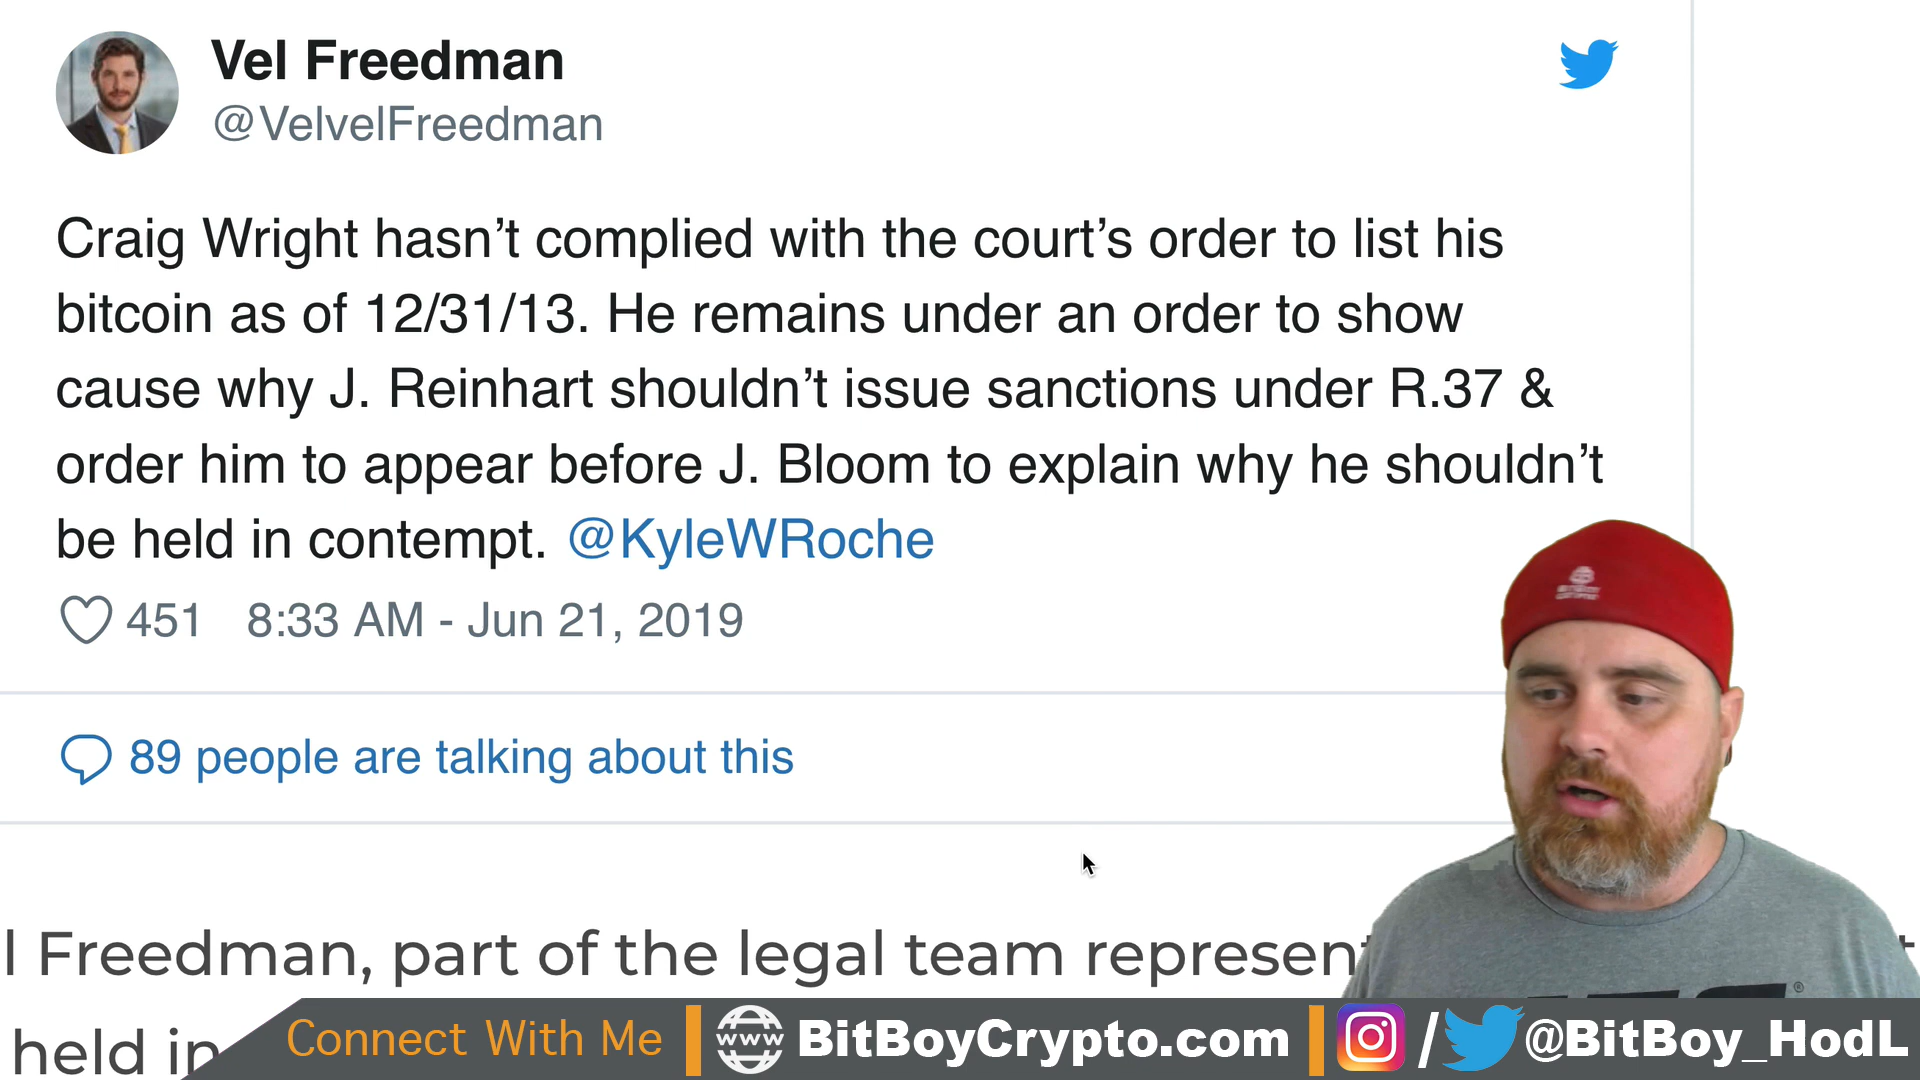 Vel Freedman
@VelvelFreedman
Craig Wright hasn’t complied with the court’s order to list his
bitcoin as of 12/31/13. He remains under an order to show
cause why J. Reinhart shouldn’t issue sanctions under R.37 &
order him to appear before J. Bloom to explain why he shouldn’t
be held in contempt. @KyleWRoche
451 8:33 AM - Jun 21, 2019
89 people are talking about this
l Freedman, part of the legal team represen
held in
Connect With Me WWW BitBoyCrypto.com / @BitBoy_HodL